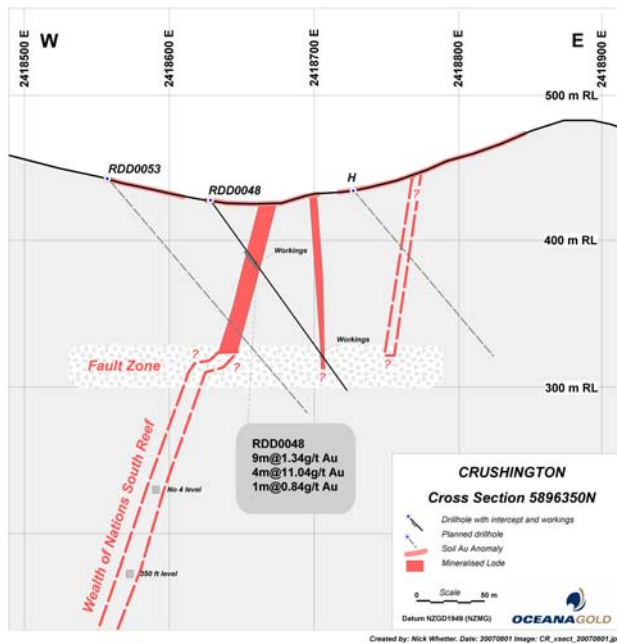 2418500 E
2418600 E
2418700 E
2418800 E
2418900 E
W
E
500 m RL
RDD0053
RDD0048
H
?
400 m RL
Workings
Workings
? ? ? ?
Fault Zone
300 m RL
Wealth of Nations South Reef
RDD0048
9m@1.34g/t Au
4m@11.04g/t Au
1m@0.84g/t Au
No 4 level
350 ft level
CRUSHINGTON
Cross Section 5896350N
Drillhole with intercept and workings
Planned drillhole
Soil Au Anomaly
Mineralised Lode
0 Scale 50 m
Datum NZGD1949 (NZMG)
OCEANAGOLD
Created by: Nick Whetter. Date: 20070801 Image: CR_xsect_20070801.jp